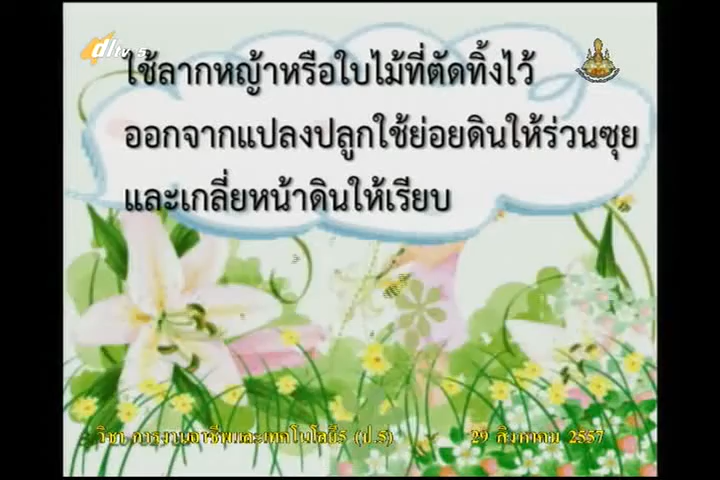 dltv 5
ใช้ลากหญ้าหรือใบไม้ที่ตัดทิ้งไว้
ออกจากแปลงปลูกใช้ย่อยดินให้ร่วนซุย
และเกลี่ยหน้าดินให้เรียบ
วิชา การงานอาชีพและเทคโนโลยี5 (ป.5) 29 สิงหาคม 2557